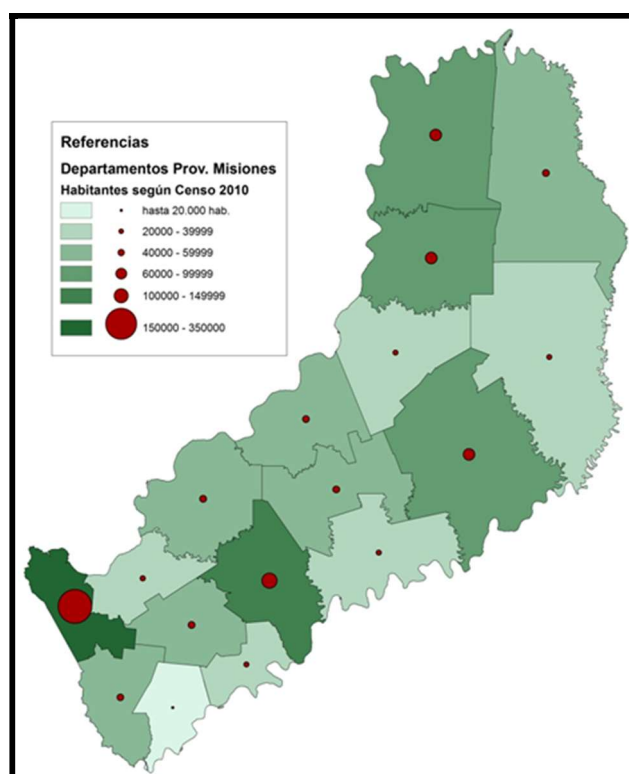 Referencias
Departamentos Prov. Misiones
Habitantes según Censo 2010
hasta 20.000 hab.
20000 - 39999
40000 - 59999
60000 - 99999
100000 - 149999
150000 - 350000